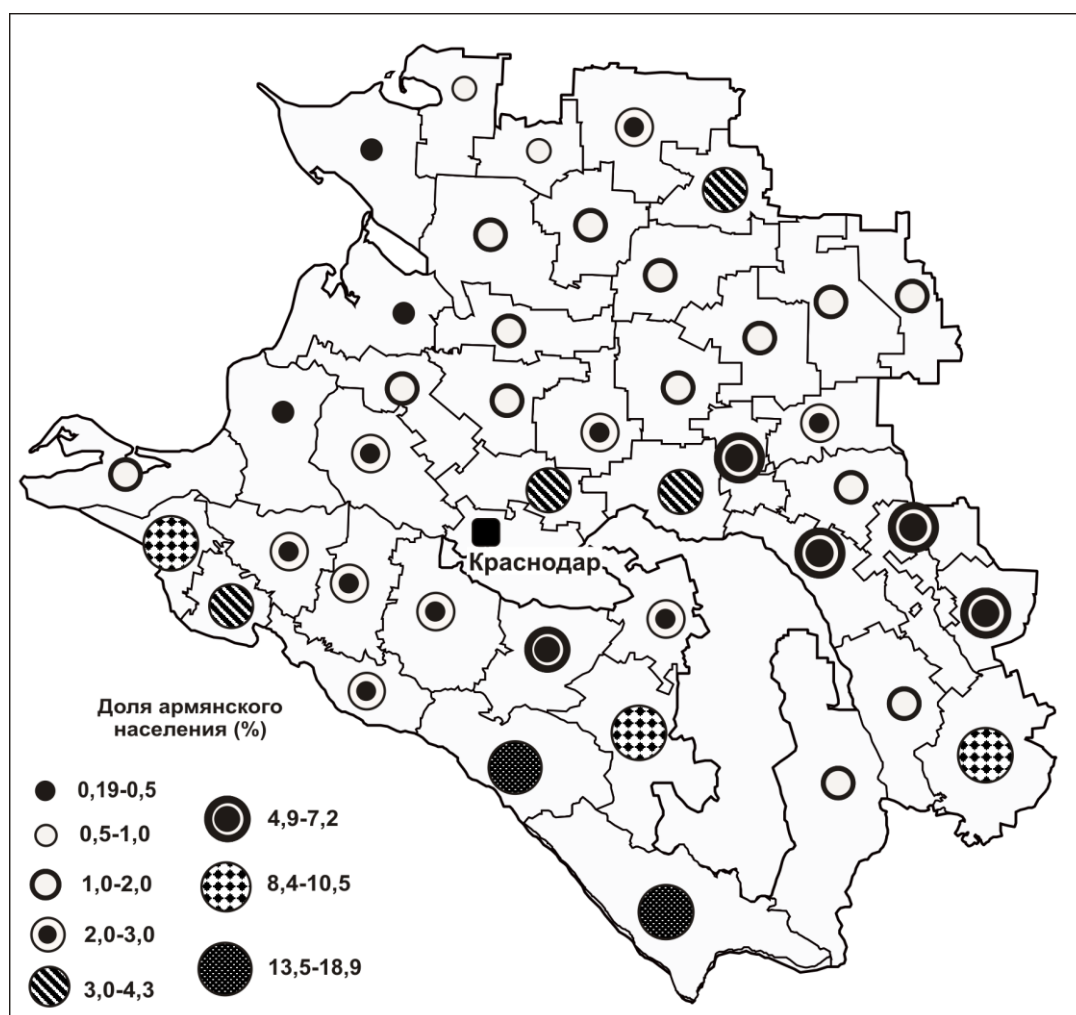 Краснодар
Доля армянского
населения (%)
0,19-0,5
0,5-1,0
1,0-2,0
2,0-3,0
3,0-4,3
4,9-7,2
8,4-10,5
13,5-18,9